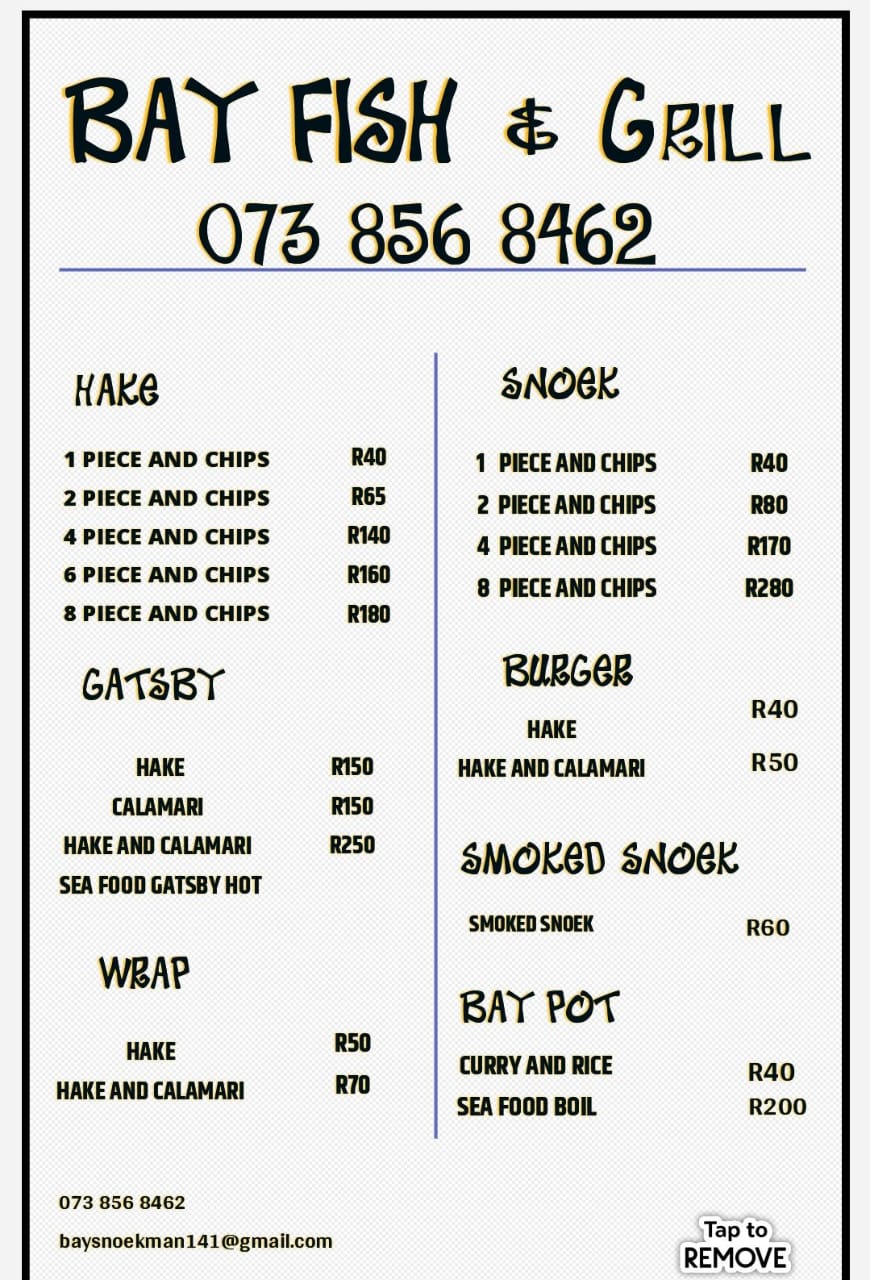 BAY FISH & GRILL
073 856 8462
HAKE
1 PIECE AND CHIPS R40
2 PIECE AND CHIPS R65
4 PIECE AND CHIPS R140
6 PIECE AND CHIPS R160
8 PIECE AND CHIPS R180
GATSBY
HAKE R150
CALAMARI R150
HAKE AND CALAMARI R250
SEA FOOD GATSBY HOT
WRAP
HAKE R50
HAKE AND CALAMARI R70
SNOEK
1 PIECE AND CHIPS R40
2 PIECE AND CHIPS R80
4 PIECE AND CHIPS R170
8 PIECE AND CHIPS R280
BURGER
HAKE R40
HAKE AND CALAMARI R50
SMOKED SNOEK
SMOKED SNOEK R60
BAY POT
CURRY AND RICE R40
SEA FOOD BOIL R200
073 856 8462
baysnoekman141@gmail.com
Tap to
REMOVE